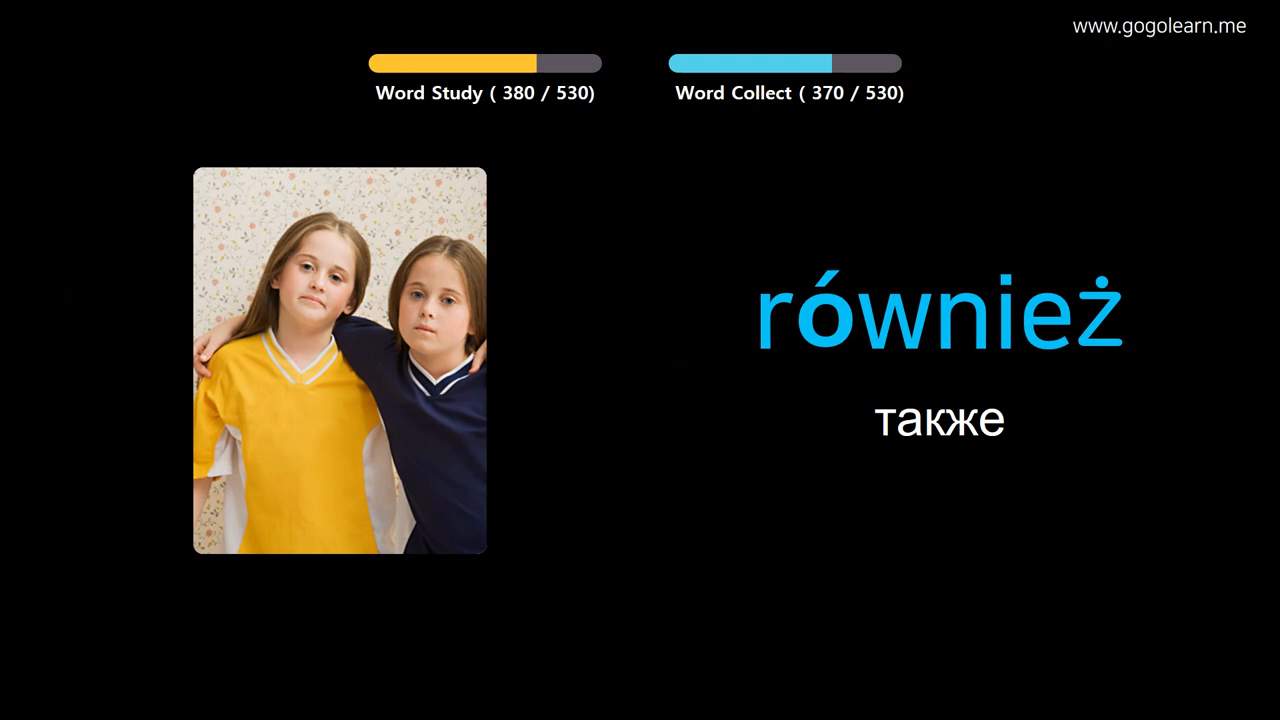 www.gogolearn.me
Word Study ( 380 / 530)
Word Collect ( 370 / 530)
również
также